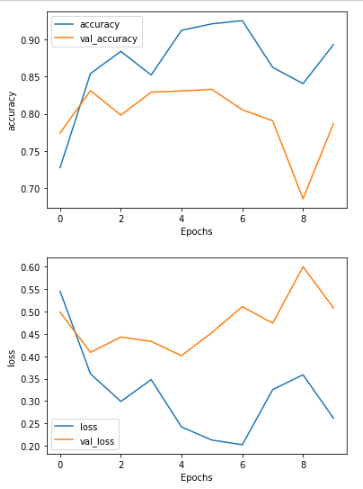 accuracy
val_accuracy
0.90
0.85
0.80
0.75
0.70
accuracy
0 2 4 6 8
Epochs
0.60
0.55
0.50
0.45
0.40
0.35
0.30
0.25
0.20
loss
loss
val_loss
0 2 4 6 8
Epochs